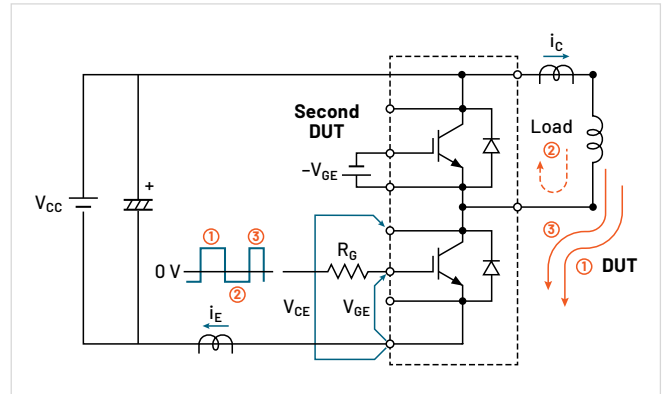 i_C
Second
DUT
Load
②
−V_GE
V_CC
+
①
③
R_G
③
①
DUT
0 V
②
V_CE
V_GE
i_E